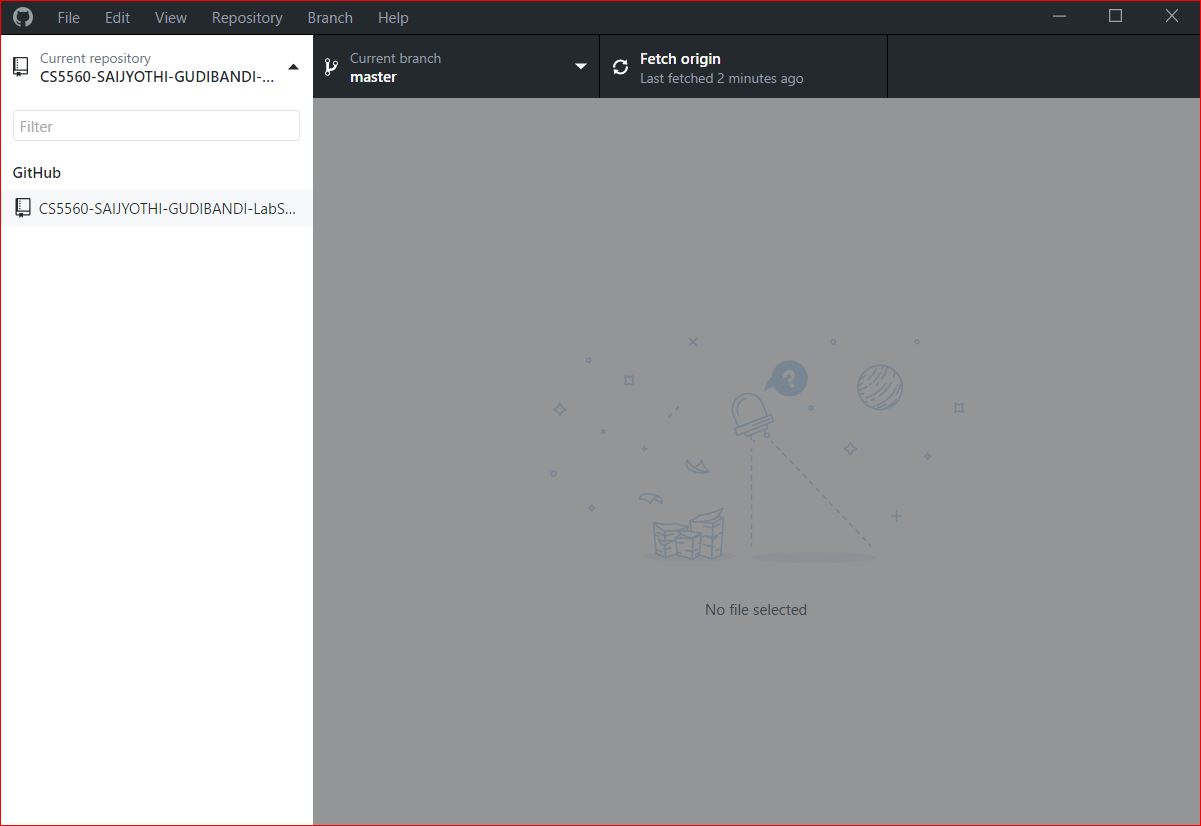 File Edit View Repository Branch Help
Current repository
CS5560-SAIJYOTHI-GUDIBANDI-...
Current branch
master
Fetch origin
Last fetched 2 minutes ago
Filter
GitHub
CS5560-SAIJYOTHI-GUDIBANDI-LabS...
?
No file selected